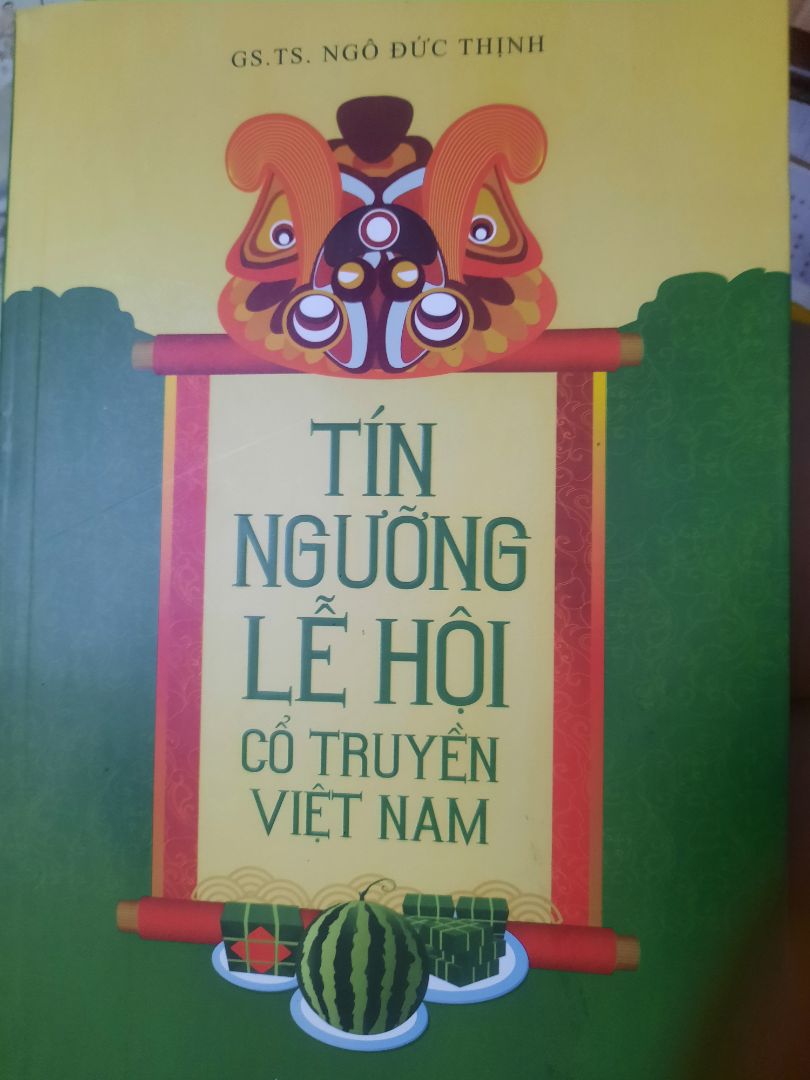 GS.TS. NGÔ ĐỨC THỊNH
TÍN
NGƯỠNG
LỄ HỘI
CỔ TRUYỀN
VIỆT NAM